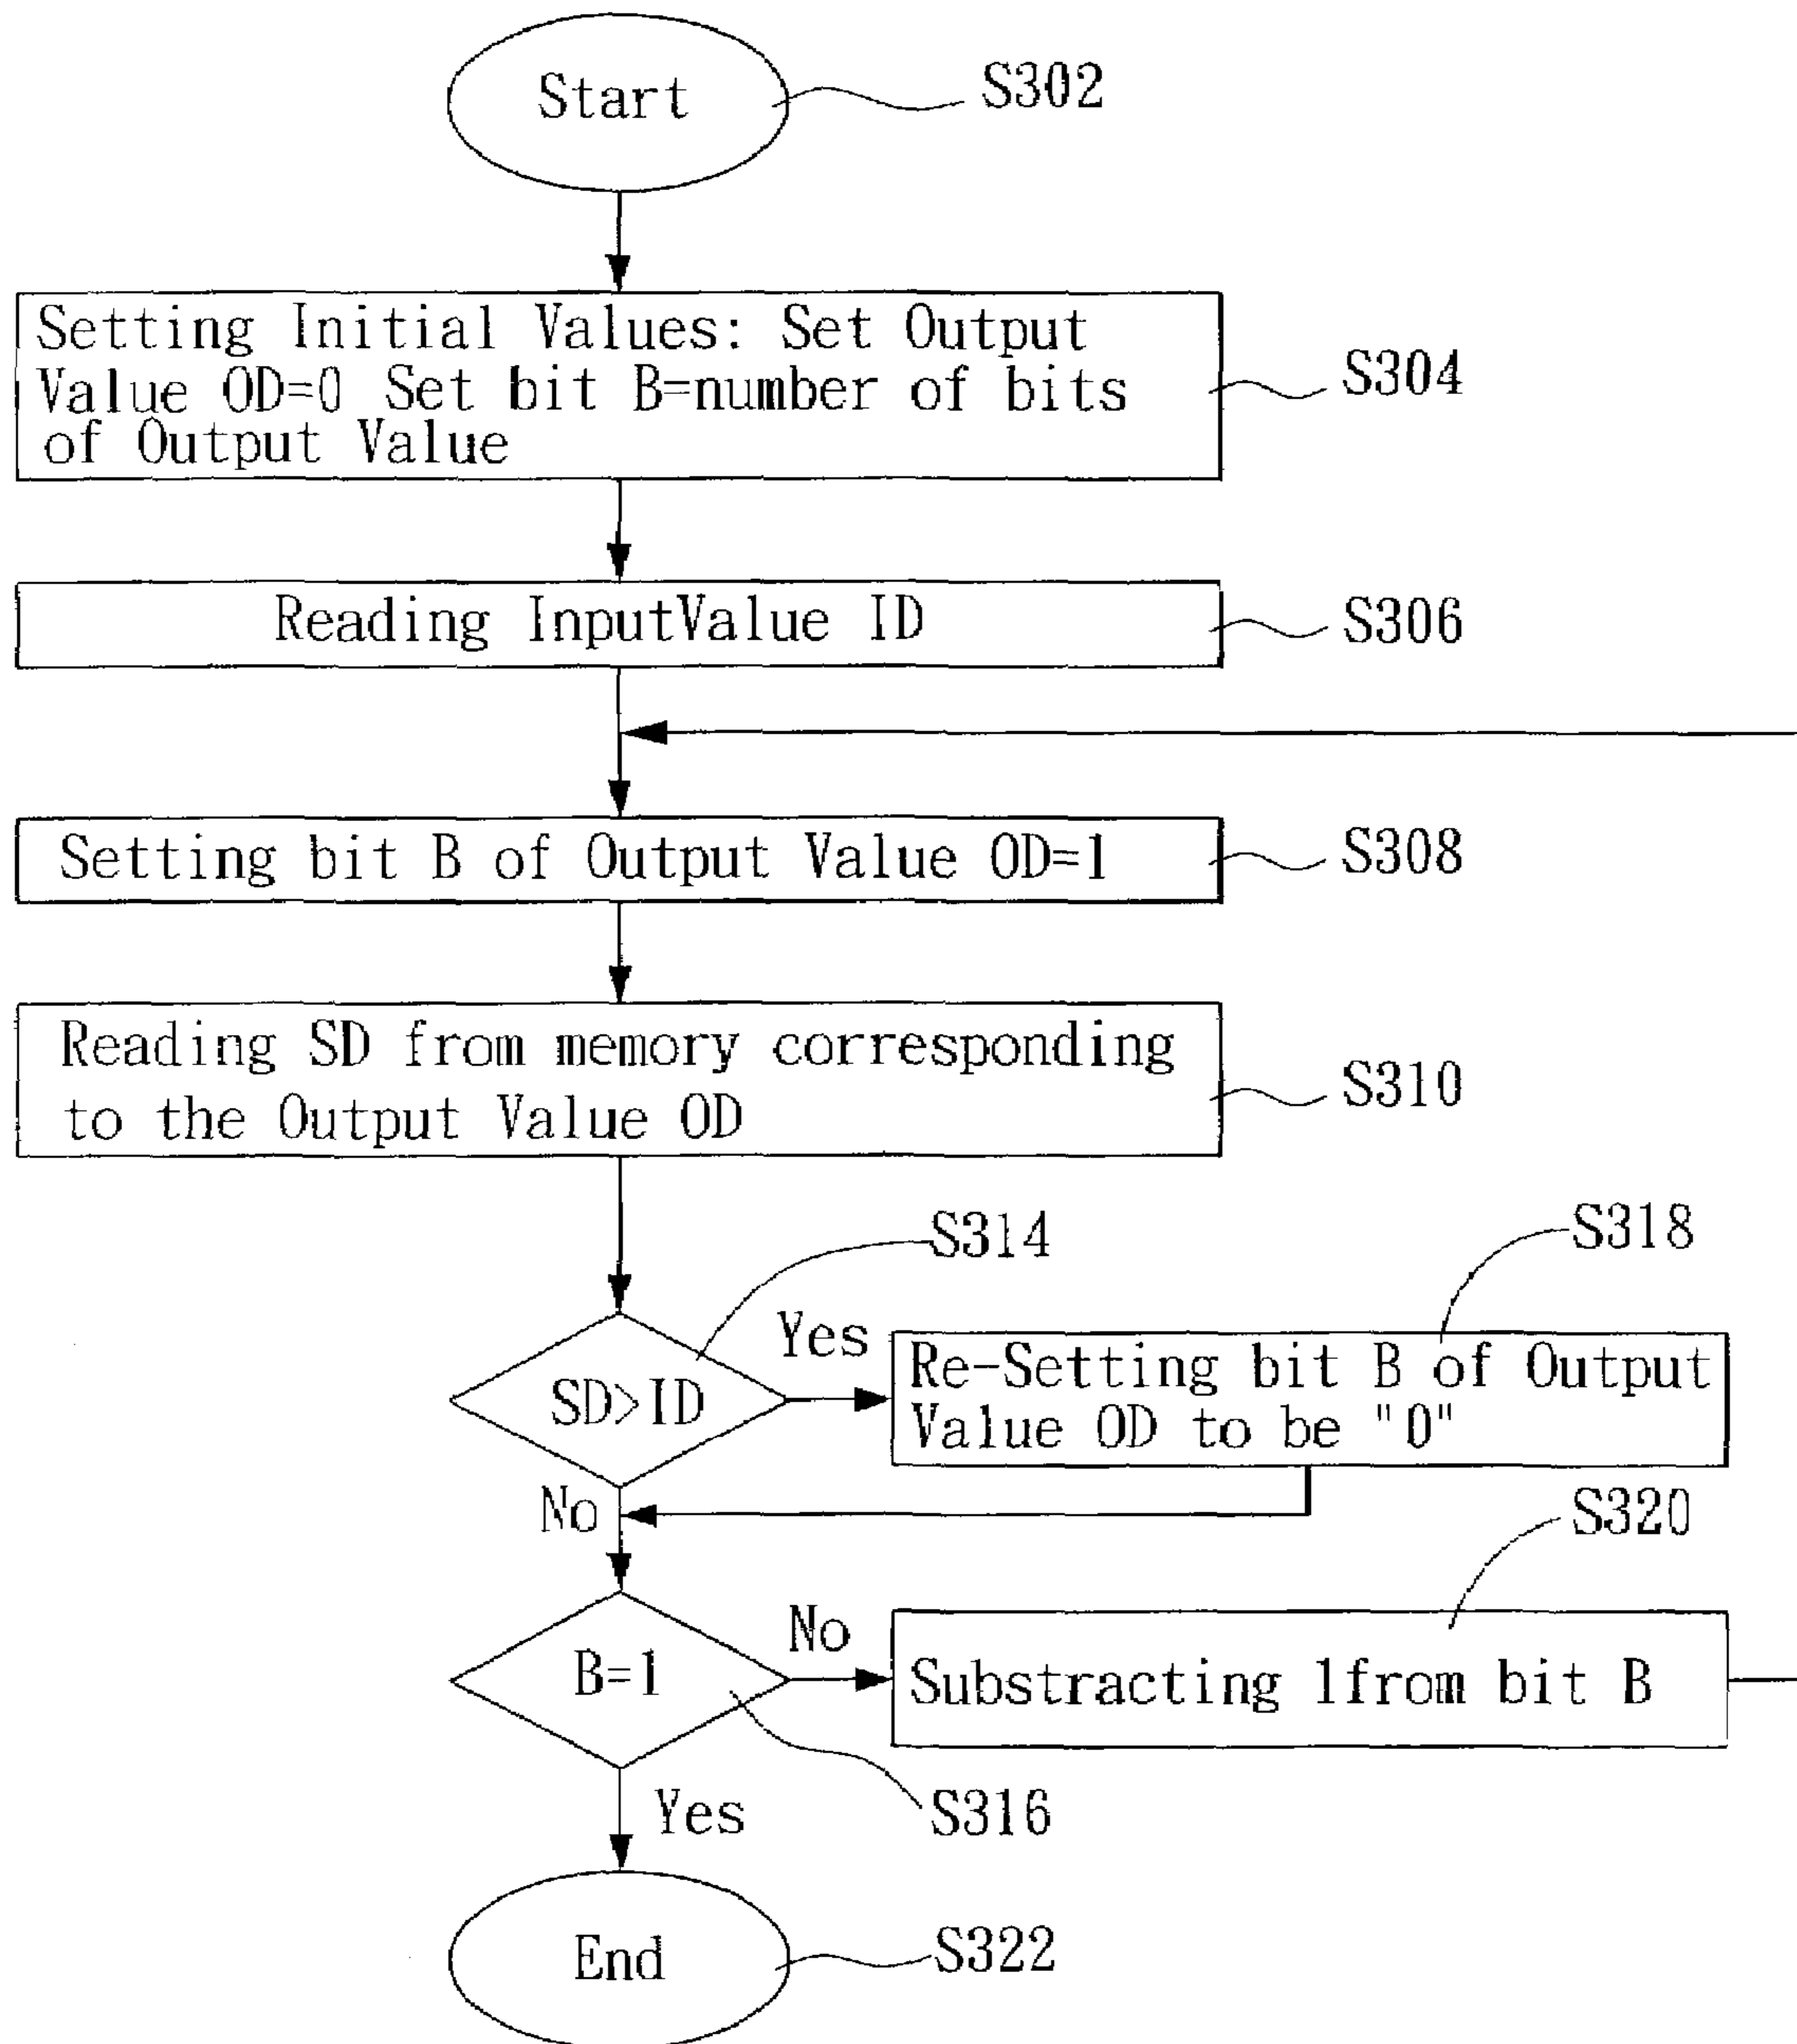 Start
S302
Setting Initial Values: Set Output
Value OD=0 Set bit B=number of bits
of Output Value
S304
Reading InputValue ID
S306
Setting bit B of Output Value OD=1
S308
Reading SD from memory corresponding
to the Output Value OD
S310
S314
S318
SD>ID
Yes
Re-Setting bit B of Output
Value OD to be "0"
No
S320
B=1
No
Substracting 1from bit B
Yes
S316
End
S322